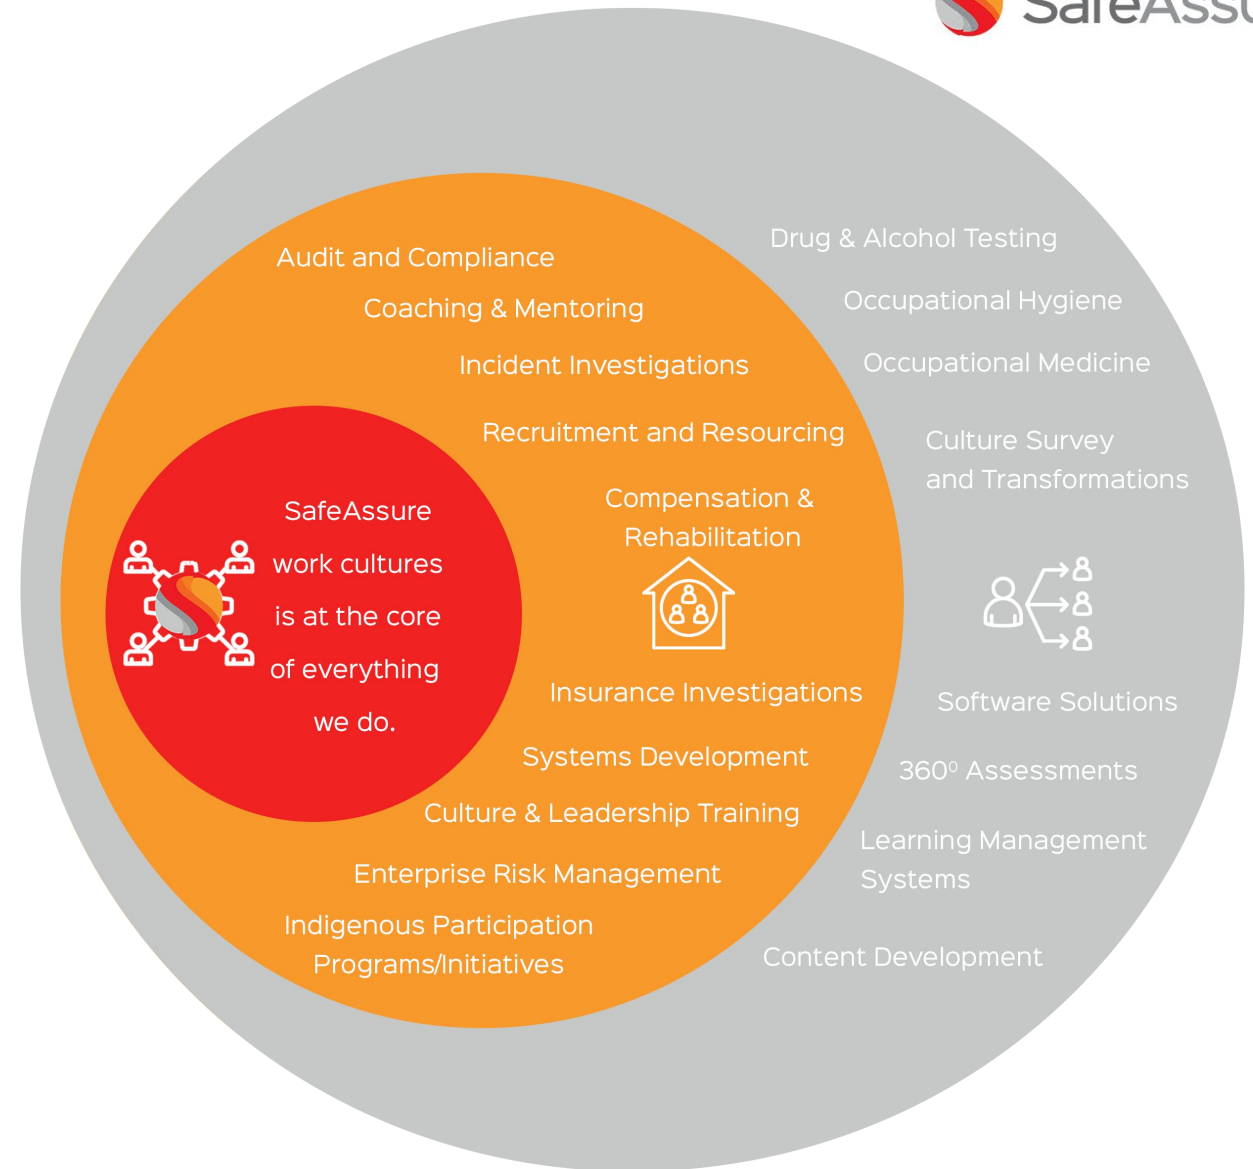 SafeAssu
Audit and Compliance
Coaching & Mentoring
Incident Investigations
Recruitment and Resourcing
Compensation &
Rehabilitation
Insurance Investigations
Systems Development
Culture & Leadership Training
Enterprise Risk Management
Indigenous Participation
Programs/Initiatives
SafeAssure
work cultures
is at the core
of everything
we do.
Drug & Alcohol Testing
Occupational Hygiene
Occupational Medicine
Culture Survey
and Transformations
Software Solutions
360⁰ Assessments
Learning Management
Systems
Content Development